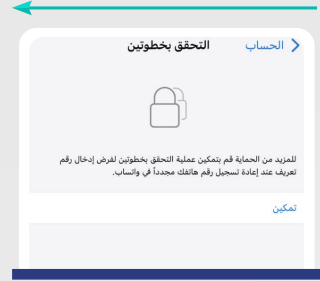 الحساب
التحقق بخطوتين
للمزيد من الحماية قم بتمكين عملية التحقق بخطوتين لفرض إدخال رقم
تعريف عند إعادة تسجيل رقم هاتفك مجدداً في واتساب.
تمكين